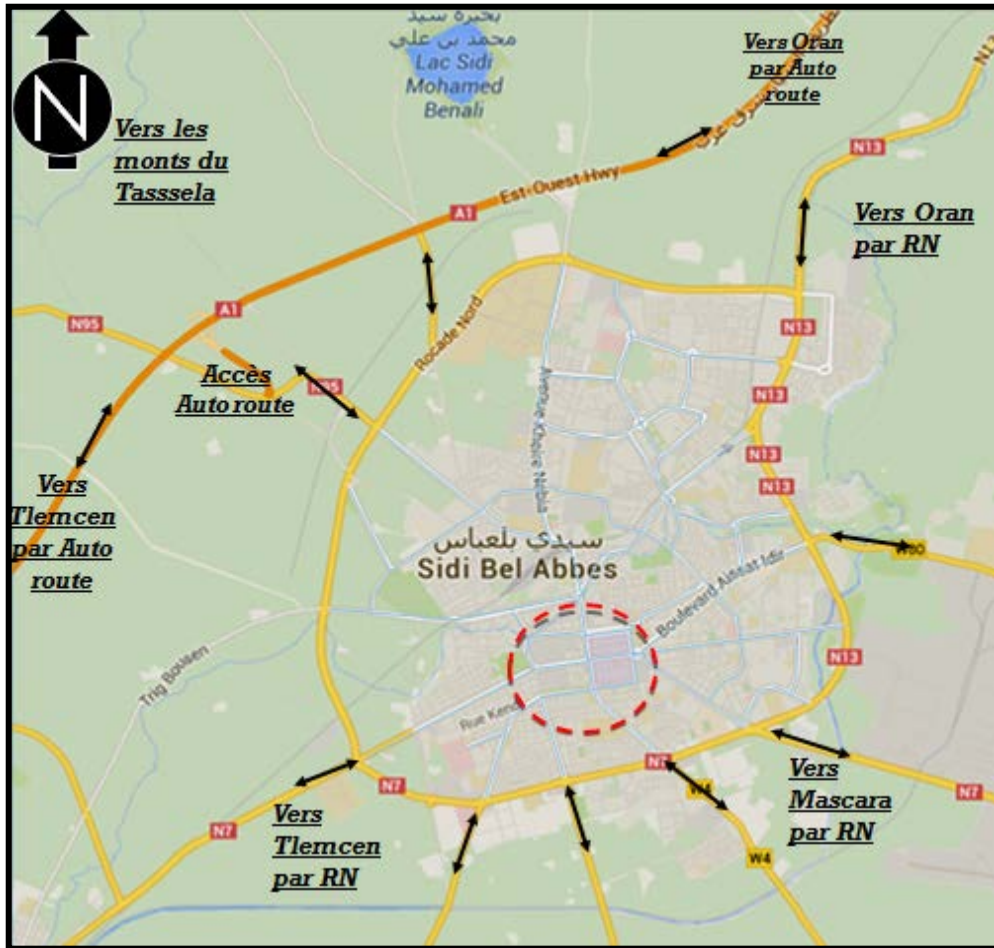 N
Vers les
monts du
Tasssela
بحيرة سيد
محمد بن علي
Lac Sidi
Mohamed
Benali
Vers Oran
par Auto
route
N13
N13
Vers Oran
par RN
Est-Ouest Hwy
A1
A1
N95
N95
Accès
Auto route
Rocade Nord
N13
Avenue Kheire Nebia
N13
N13
Vers
Tlemcen
par Auto
route
سيدي بلعباس
Sidi Bel Abbes
Boulevard Aissat Idir
N13
Trig Bouisen
Rue Kend
N7
N7
N7
N7
W4
W4
Vers
Tlemcen
par RN
Vers
Mascara
par RN